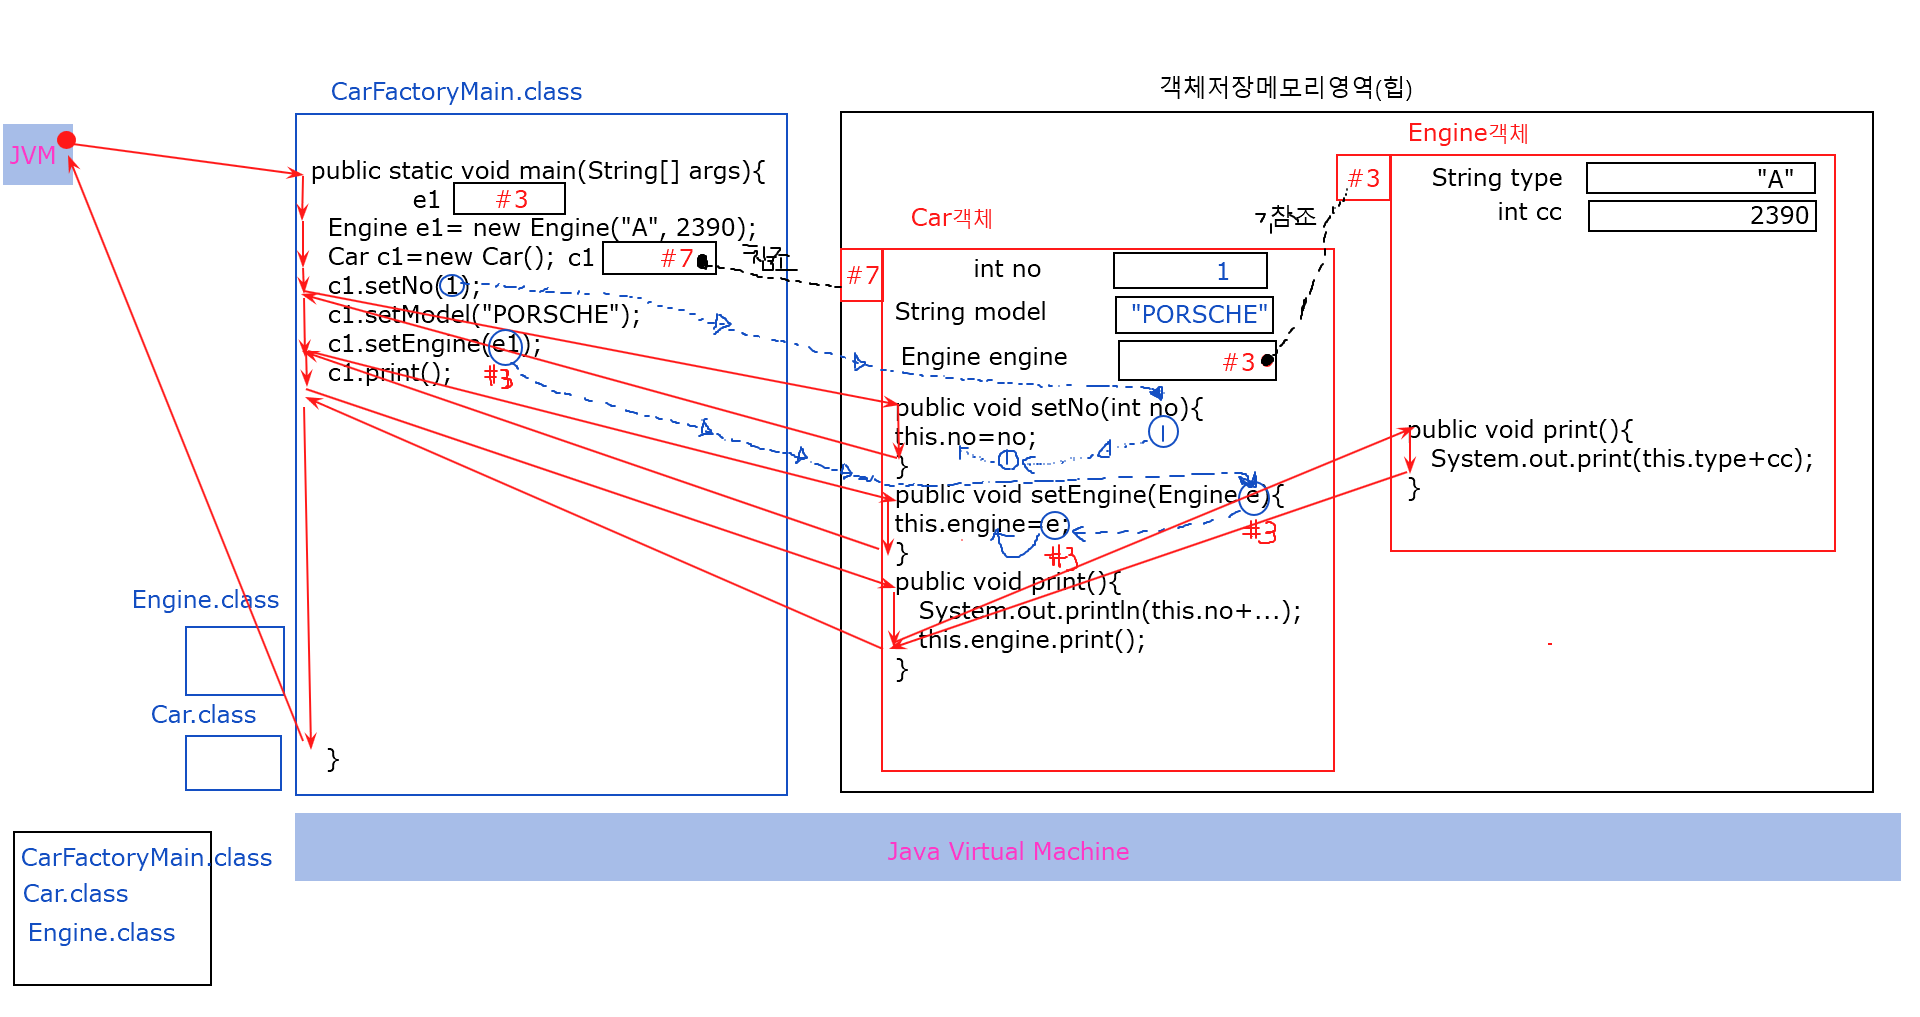 객체저장메모리영역(힙)
CarFactoryMain.class
JVM
public static void main(String[] args){
e1 #3
Engine e1= new Engine("A", 2390);
Car c1=new Car(); c1 #7
c1.setNo(1);
c1.setModel("PORSCHE");
c1.setEngine(e1);
c1.print(); #3
}
참조
Car객체
#7
int no 1
String model "PORSCHE"
Engine engine #3
public void setNo(int no){
1
this.no=no;
1
}
public void setEngine(Engine e){
this.engine=e; #3
} #3
public void print(){
System.out.println(this.no+...);
this.engine.print();
}
Engine객체
#3
String type "A"
int cc 2390
public void print(){
System.out.print(this.type+cc);
}
Engine.class
Car.class
Java Virtual Machine
CarFactoryMain.class
Car.class
Engine.class